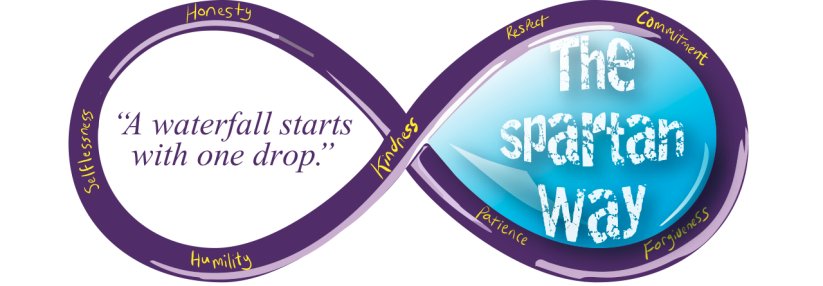 Honesty
Respect
Commitment
Selflessness
“A waterfall starts
with one drop.”
Kindness
The
spartan
way
Patience
Forgiveness
Humility